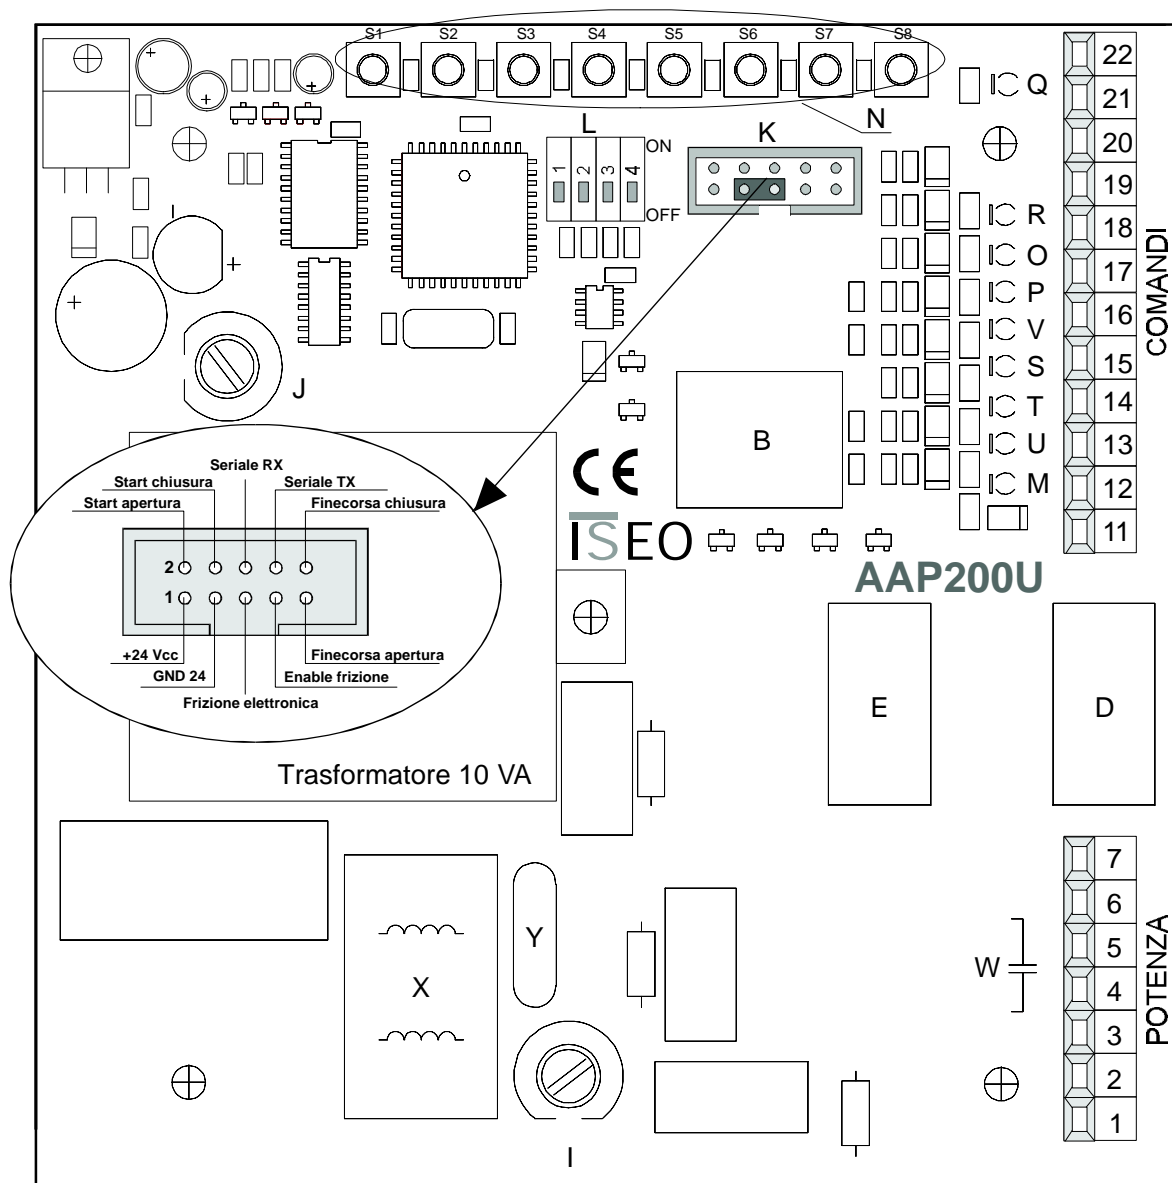 S1 S2 S3 S4 S5 S6 S7 S8
22
Q
21
N
L
K
ON
20
1 2 3 4
19
OFF
R
18
O
17
COMANDI
P
16
V
S
15
J
T
14
B
U
13
M
12
11
CE
ISEO
AAP200U
Seriale RX
Start chiusura
Seriale TX
Start apertura
Finecorsa chiusura
2
1
+24 Vcc
Finecorsa apertura
GND 24
Enable frizione
Frizione elettronica
E
D
Trasformatore 10 VA
7
6
Y
5
W
X
4
POTENZA
3
2
1
I